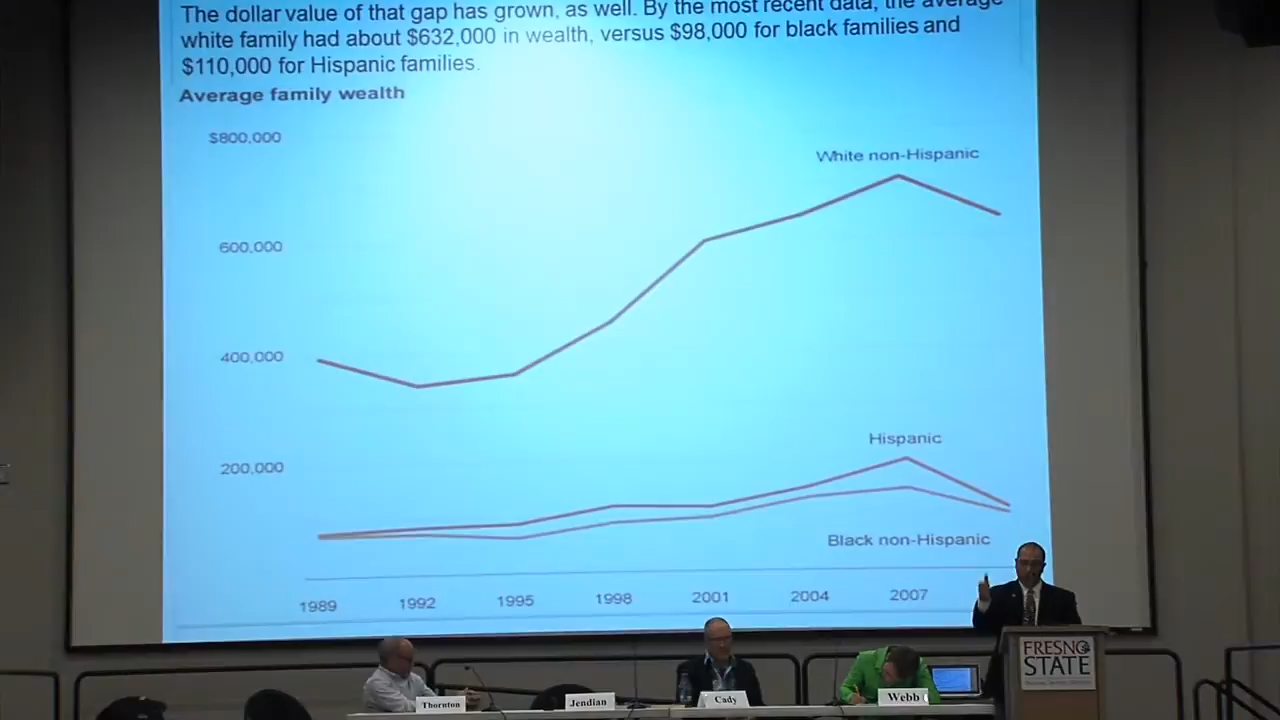 The dollar value of that gap has grown, as well. By the most recent data, the average
white family had about $632,000 in wealth, versus $98,000 for black families and
$110,000 for Hispanic families.
Average family wealth
$800,000
White non-Hispanic
600,000
400,000
Hispanic
200,000
Black non-Hispanic
1989 1992 1995 1998 2001 2004 2007
FRESNO
STATE
Thornton
Jendian
Cady
Webb